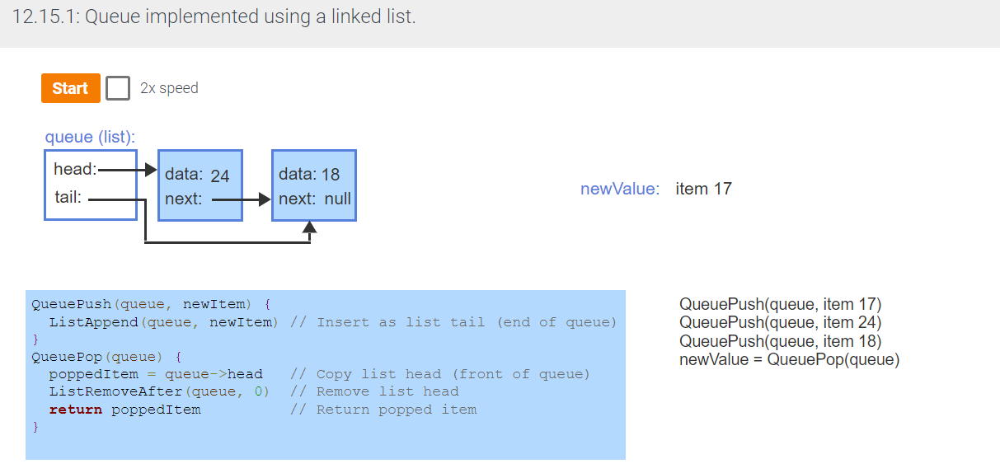 12.15.1: Queue implemented using a linked list.
Start 2x speed
queue (list):
head:
tail:
data: 24
next:
data: 18
next: null
newValue: item 17
QueuePush(queue, newItem) {
ListAppend(queue, newItem) // Insert as list tail (end of queue)
}
QueuePop(queue) {
poppedItem = queue->head // Copy list head (front of queue)
ListRemoveAfter(queue, 0) // Remove list head
return poppedItem // Return popped item
}
QueuePush(queue, item 17)
QueuePush(queue, item 24)
QueuePush(queue, item 18)
newValue = QueuePop(queue)